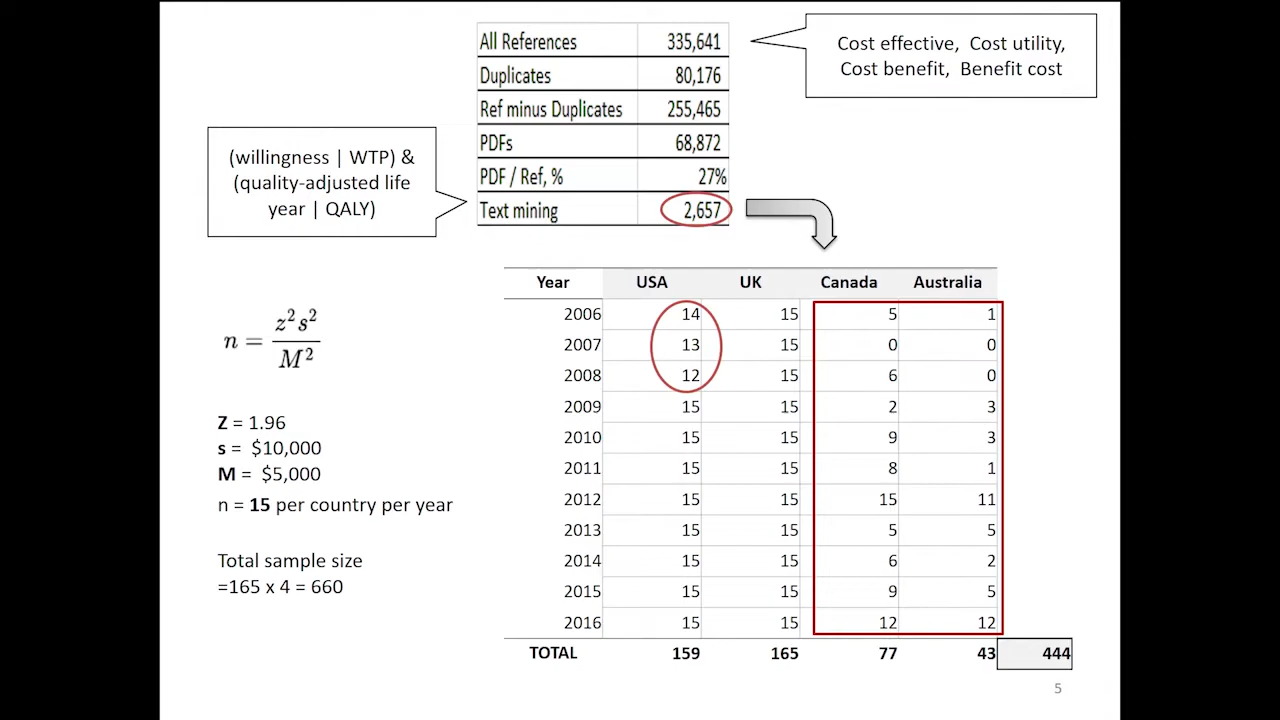 All References 335,641
Duplicates 80,176
Ref minus Duplicates 255,465
PDFs 68,872
PDF / Ref, % 27%
Text mining 2,657
Cost effective, Cost utility,
Cost benefit, Benefit cost
(willingness | WTP) &
(quality-adjusted life
year | QALY)
n = z²s² / M²
Z = 1.96
s = $10,000
M = $5,000
n = 15 per country per year
Total sample size
=165 x 4 = 660
Year USA UK Canada Australia
2006 14 15 5 1
2007 13 15 0 0
2008 12 15 6 0
2009 15 15 2 3
2010 15 15 9 3
2011 15 15 8 1
2012 15 15 15 11
2013 15 15 5 5
2014 15 15 6 2
2015 15 15 9 5
2016 15 15 12 12
TOTAL 159 165 77 43 444
5